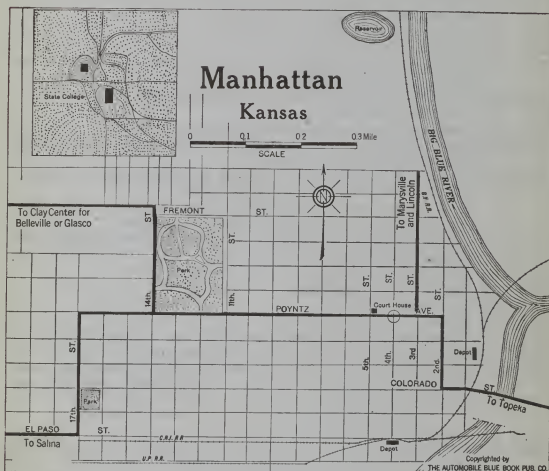 Reservoir
Manhattan
Kansas
State College
0 0.1 0.2 0.3 Mile
SCALE
BIG BLUE RIVER
N
To Marysville
and Lincoln
To Clay Center for
Belleville or Glasco
ST
FREMONT ST.
Park
14th.
11th.
ST.
ST.
ST.
ST.
ST.
POYNTZ AVE.
Court House
5th.
4th.
3rd
2nd.
Depot
COLORADO ST
To Topeka
ST
17th.
Park
EL PASO ST.
To Salina
C.R.I. R.R.
U.P. R.R.
Depot
Copyrighted by
THE AUTOMOBILE BLUE BOOK PUB. CO